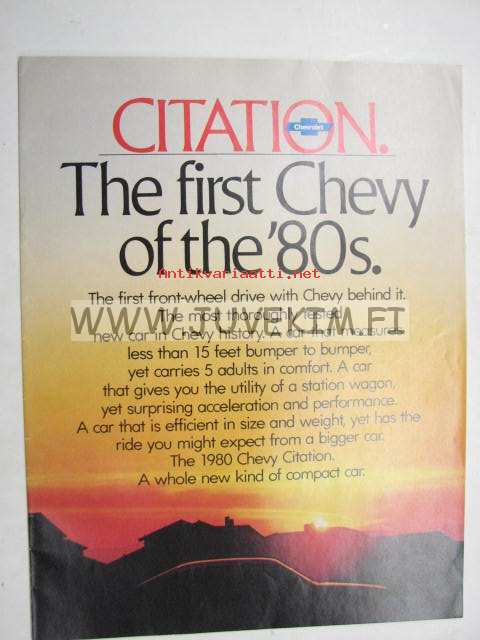 CITATION.
Chevrolet
The first Chevy
of the '80s.
Antikvariaatti.net
The first front-wheel drive with Chevy behind it.
The most thoroughly tested
WWW.JUVEKIM.FI
new car in Chevy history. A car that measures
less than 15 feet bumper to bumper,
yet carries 5 adults in comfort. A car
that gives you the utility of a station wagon,
yet surprising acceleration and performance.
A car that is efficient in size and weight, yet has the
ride you might expect from a bigger car.
The 1980 Chevy Citation.
A whole new kind of compact car.